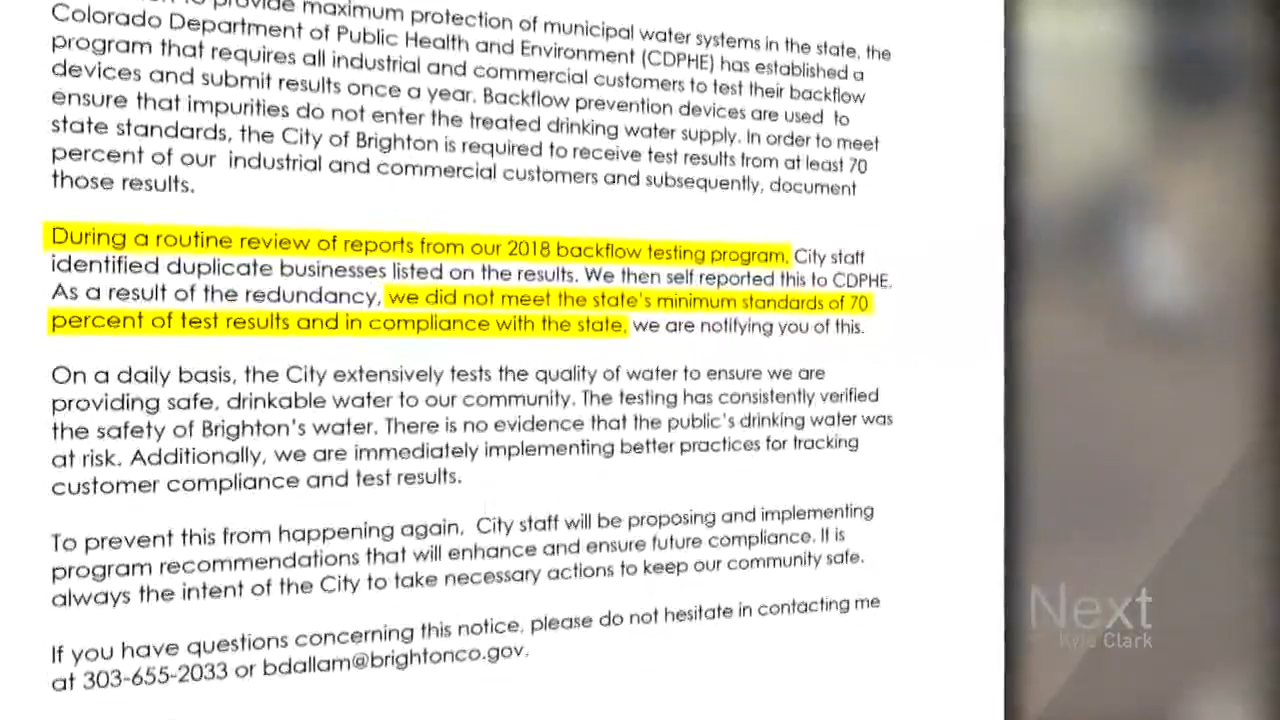 provide maximum protection of municipal water systems in the state, the
Colorado Department of Public Health and Environment (CDPHE) has established a
program that requires all industrial and commercial customers to test their backflow
devices and submit results once a year. Backflow prevention devices are used to
ensure that impurities do not enter the treated drinking water supply. In order to meet
state standards, the City of Brighton is required to receive test results from at least 70
percent of our industrial and commercial customers and subsequently, document
those results.
During a routine review of reports from our 2018 backflow testing program, City staff
identified duplicate businesses listed on the results. We then self reported this to CDPHE.
As a result of the redundancy, we did not meet the state's minimum standards of 70
percent of test results and in compliance with the state, we are notifying you of this.
On a daily basis, the City extensively tests the quality of water to ensure we are
providing safe, drinkable water to our community. The testing has consistently verified
the safety of Brighton's water. There is no evidence that the public's drinking water was
at risk. Additionally, we are immediately implementing better practices for tracking
customer compliance and test results.
To prevent this from happening again, City staff will be proposing and implementing
program recommendations that will enhance and ensure future compliance. It is
always the intent of the City to take necessary actions to keep our community safe.
If you have questions concerning this notice, please do not hesitate in contacting me
at 303-655-2033 or bdallam@brightonco.gov.
Next
Kyle Clark